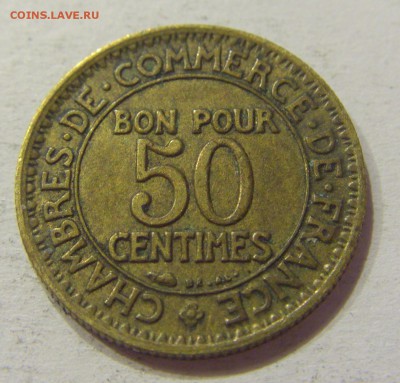 COINS.LAVE.RU
CHAMBRES·DE·COMMERCE·DE·FRANCE
BON POUR
50
CENTIMES